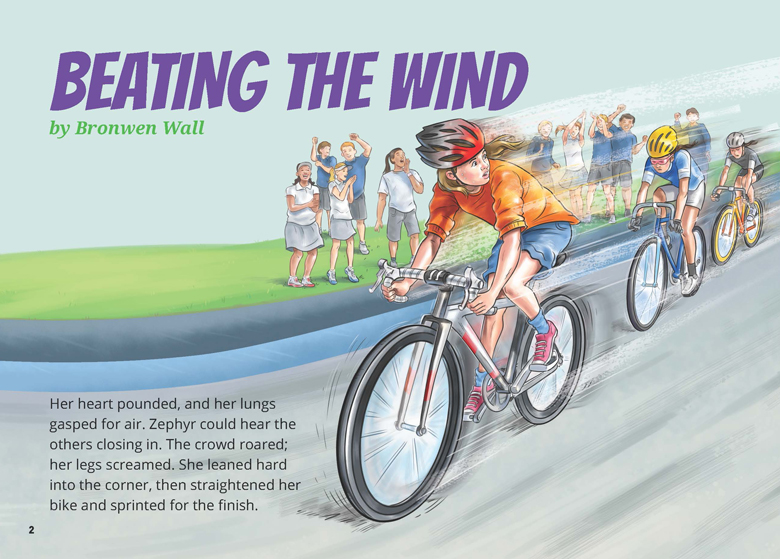 BEATING THE WIND
by Bronwen Wall
Her heart pounded, and her lungs
gasped for air. Zephyr could hear the
others closing in. The crowd roared;
her legs screamed. She leaned hard
into the corner, then straightened her
bike and sprinted for the finish.
2